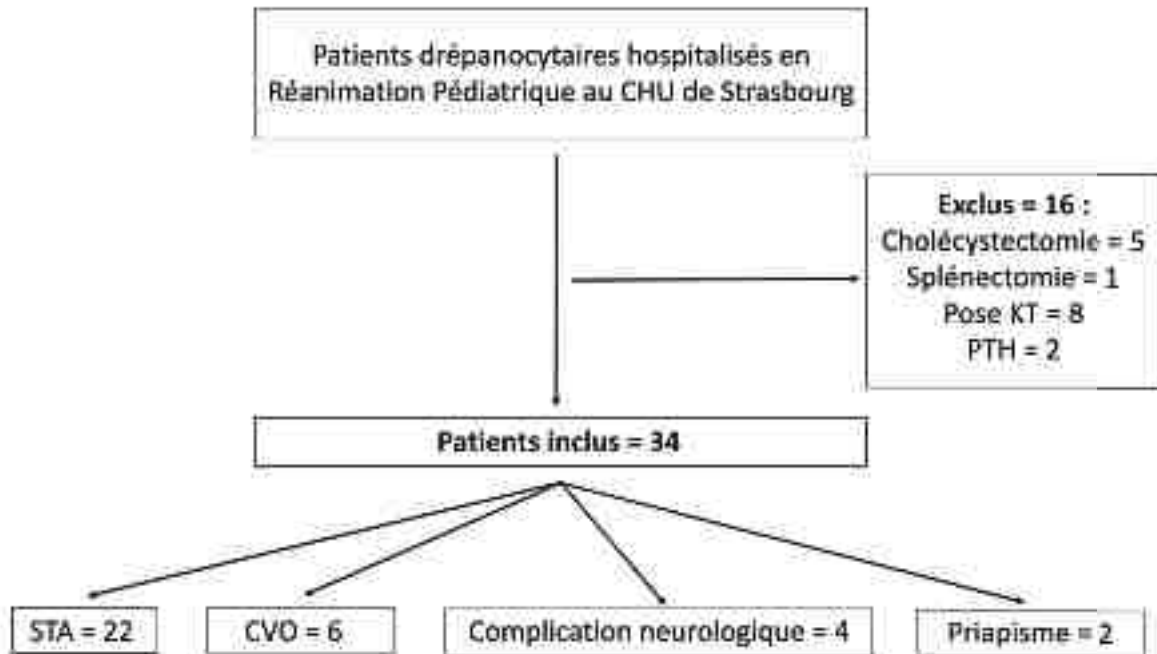 Patients drépanocytaires hospitalisés en
Réanimation Pédiatrique au CHU de Strasbourg
Exclus = 16 :
Cholécystectomie = 5
Splénectomie = 1
Pose KT = 8
PTH = 2
Patients inclus = 34
STA = 22
CVO = 6
Complication neurologique = 4
Priapisme = 2